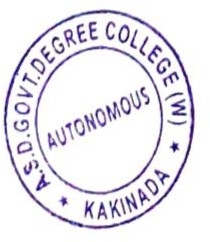 A.S.D.GOVT.DEGREE COLLEGE (W)
AUTONOMOUS
★ KAKINADA ★